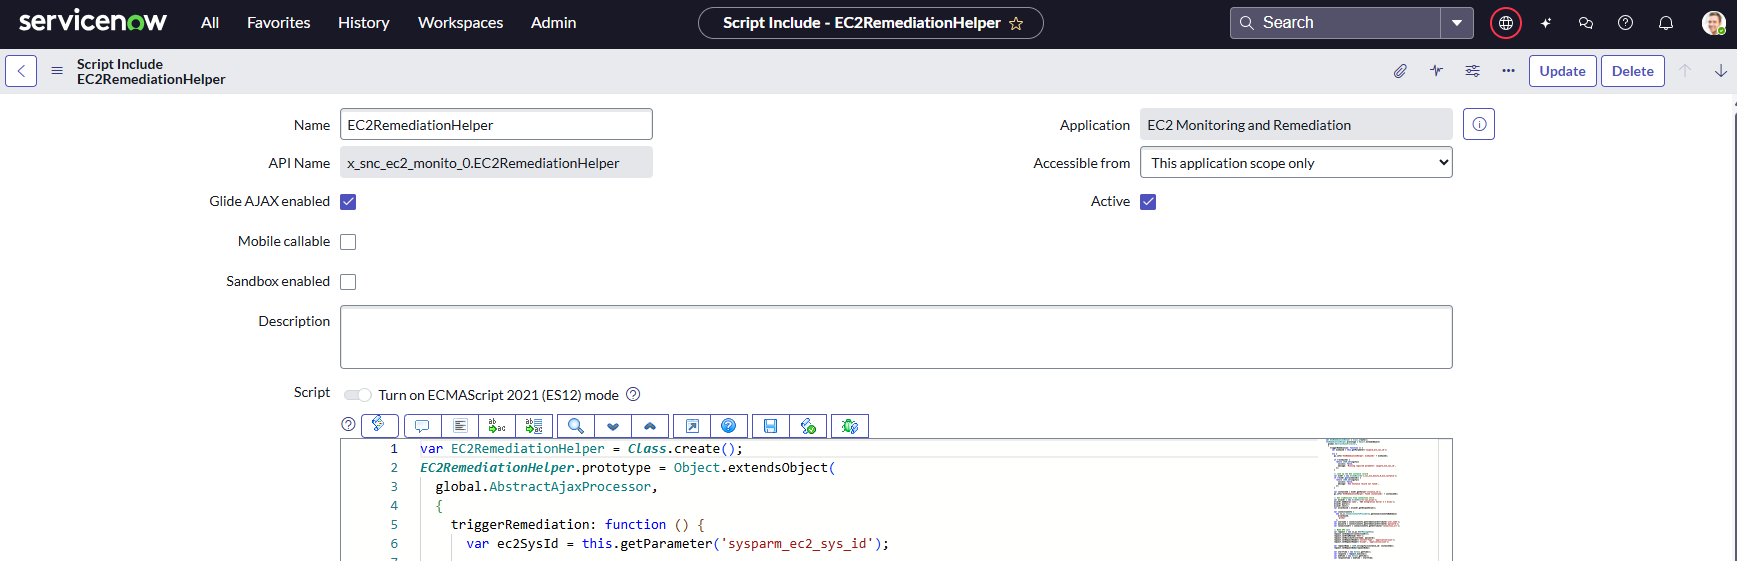 servicenow All Favorites History Workspaces Admin Script Include - EC2RemediationHelper Search
Script Include
EC2RemediationHelper
Update Delete
Name EC2RemediationHelper Application EC2 Monitoring and Remediation
API Name x_snc_ec2_monito_0.EC2RemediationHelper Accessible from This application scope only
Glide AJAX enabled Active
Mobile callable
Sandbox enabled
Description
Script Turn on ECMAScript 2021 (ES12) mode
1 var EC2RemediationHelper = Class.create();
2 EC2RemediationHelper.prototype = Object.extendsObject(
3 global.AbstractAjaxProcessor,
4 {
5 triggerRemediation: function () {
6 var ec2SysId = this.getParameter('sysparm_ec2_sys_id');